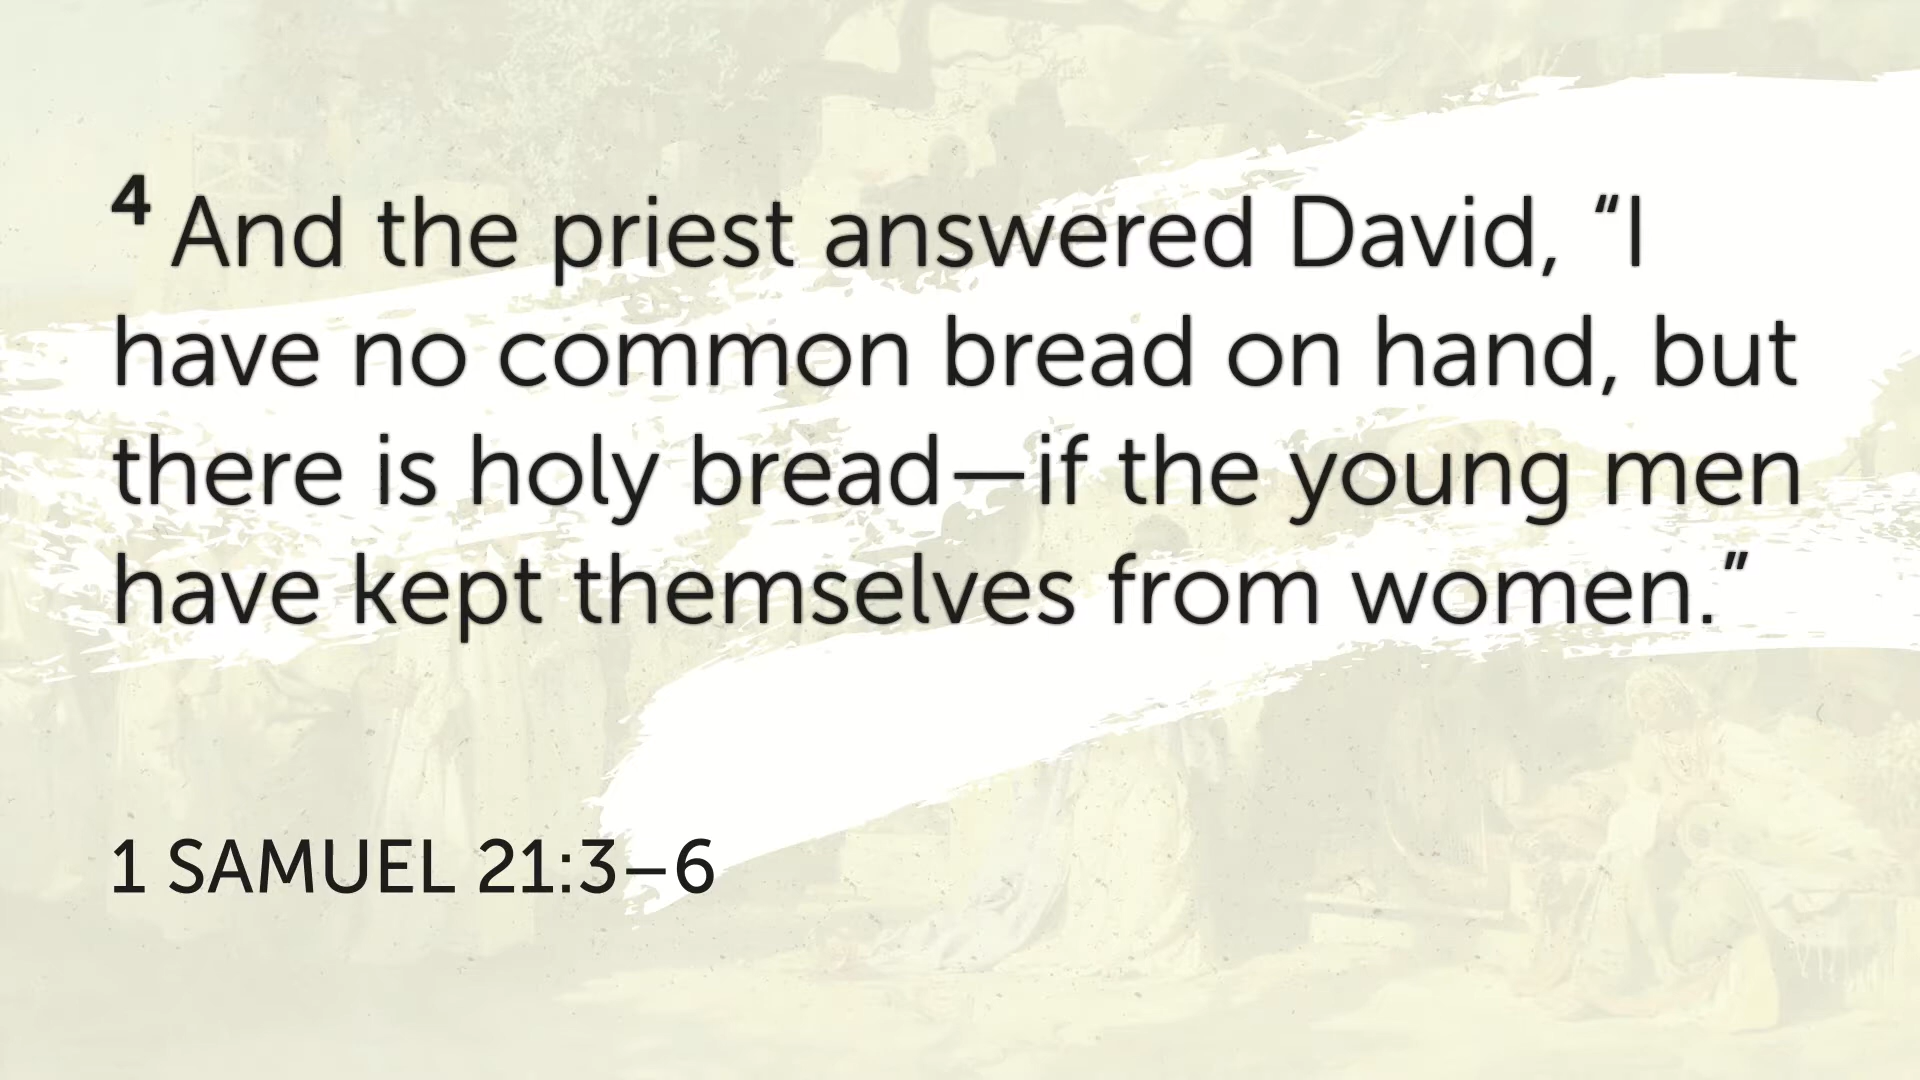 4 And the priest answered David, “I
have no common bread on hand, but
there is holy bread—if the young men
have kept themselves from women.”
1 SAMUEL 21:3–6